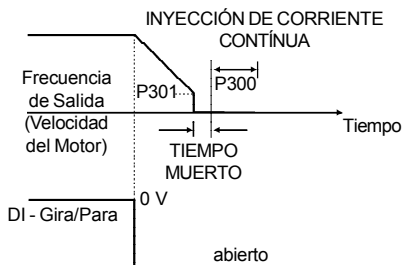 INYECCIÓN DE CORRIENTE
CONTÍNUA
P300
P301
Frecuencia
de Salida
(Velocidad
del Motor)
Tiempo
TIEMPO
MUERTO
0 V
DI - Gira/Para
abierto